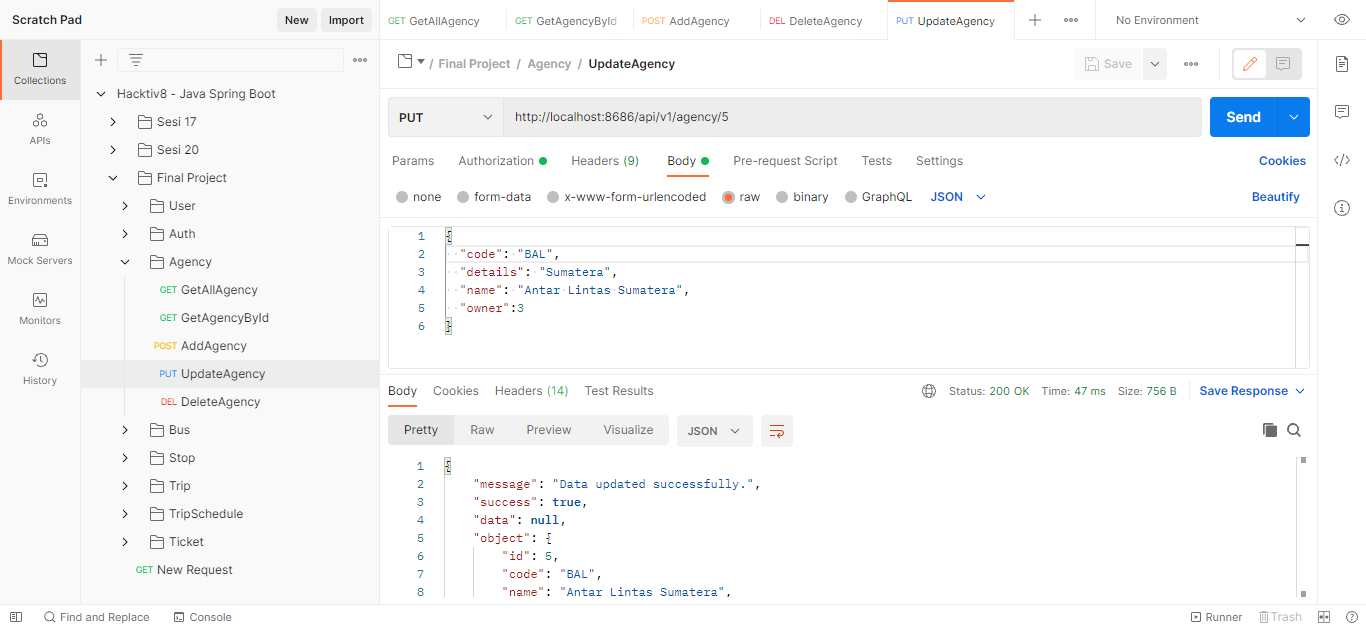 Scratch Pad
New
Import
GET GetAllAgency
GET GetAgencyById
POST AddAgency
DEL DeleteAgency
PUT UpdateAgency
No Environment
Collections
APIs
Environments
Mock Servers
Monitors
History
Hacktiv8 - Java Spring Boot
Sesi 17
Sesi 20
Final Project
User
Auth
Agency
GET GetAllAgency
GET GetAgencyById
POST AddAgency
PUT UpdateAgency
DEL DeleteAgency
Bus
Stop
Trip
TripSchedule
Ticket
GET New Request
/ Final Project / Agency / UpdateAgency
Save
PUT
http://localhost:8686/api/v1/agency/5
Send
Params Authorization Headers (9) Body Pre-request Script Tests Settings
Cookies
none form-data x-www-form-urlencoded raw binary GraphQL JSON
Beautify
1 {
2 "code": "BAL",
3 "details": "Sumatera",
4 "name": "Antar Lintas Sumatera",
5 "owner":3
6 }
Body Cookies Headers (14) Test Results
Status: 200 OK Time: 47 ms Size: 756 B Save Response
Pretty Raw Preview Visualize JSON
1 {
2 "message": "Data updated successfully.",
3 "success": true,
4 "data": null,
5 "object": {
6 "id": 5,
7 "code": "BAL",
8 "name": "Antar Lintas Sumatera",
Find and Replace Console
Runner Trash